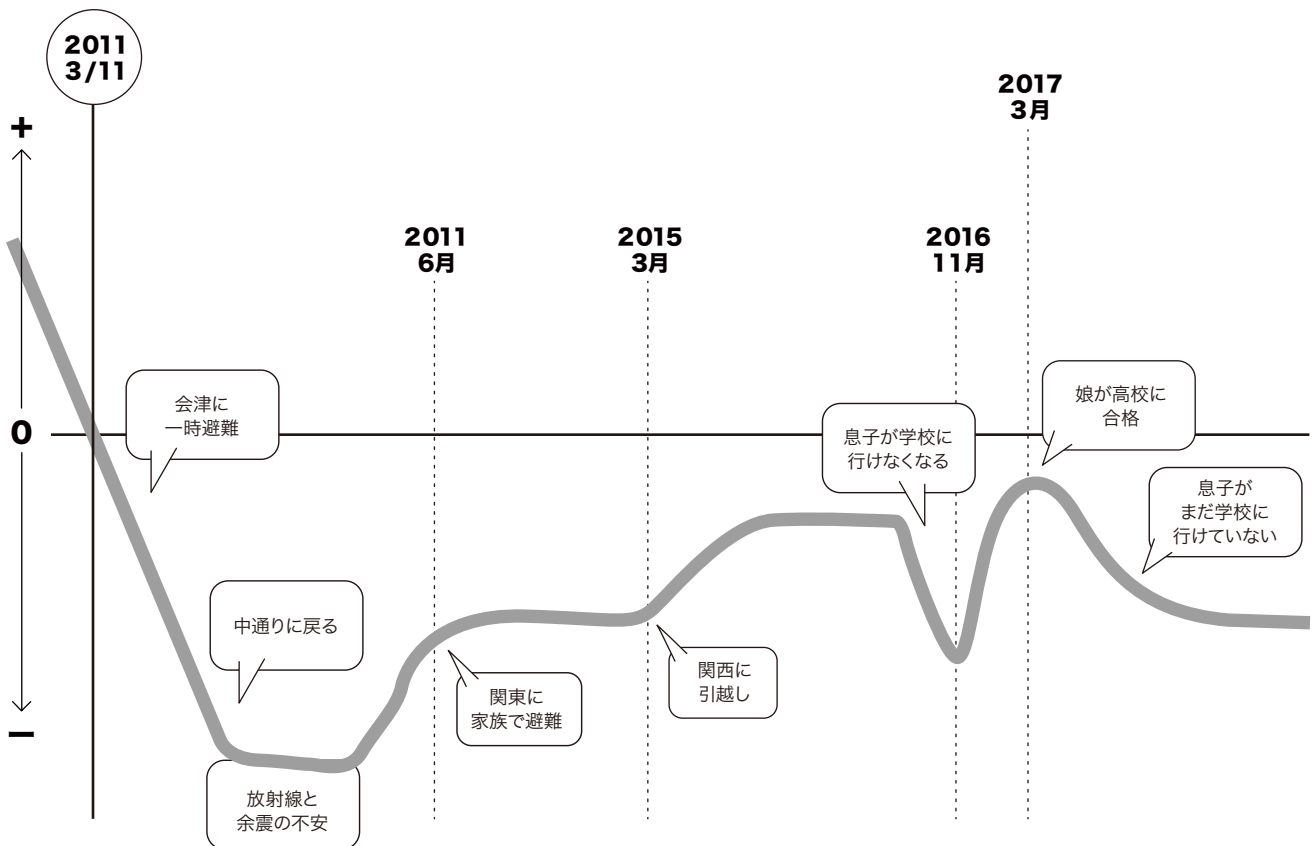 2011
3/11
+
0
−
2011
6月
2015
3月
2016
11月
2017
3月
会津に
一時避難
中通りに戻る
放射線と
余震の不安
関東に
家族で避難
関西に
引越し
息子が学校に
行けなくなる
娘が高校に
合格
息子が
まだ学校に
行けていない